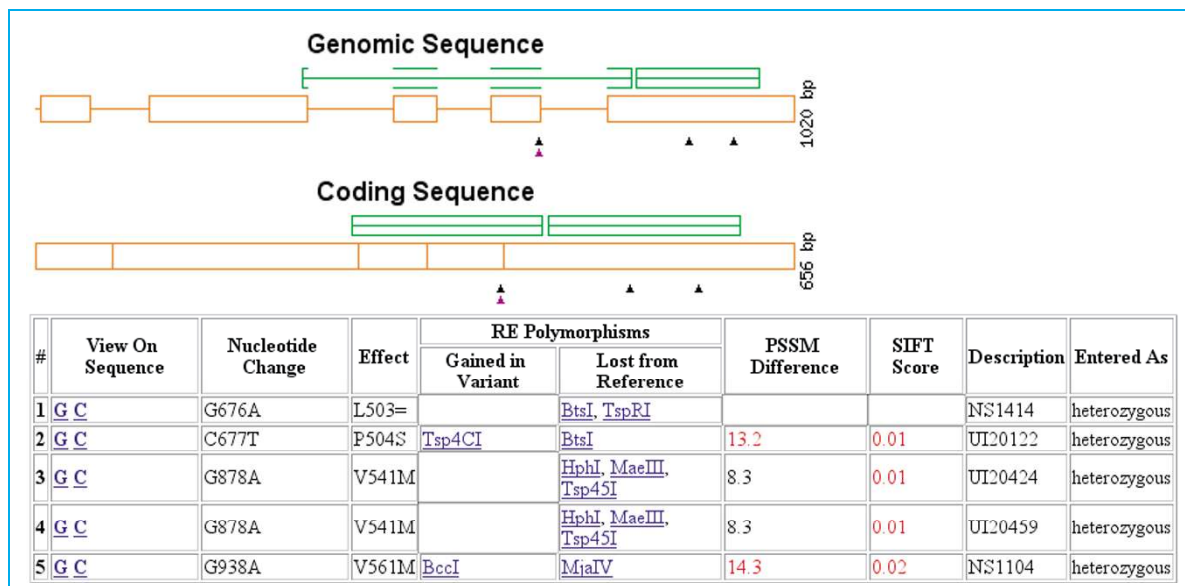 Genomic Sequence
1020 bp
Coding Sequence
656 bp
# View On Sequence Nucleotide Change Effect RE Polymorphisms Gained in Variant Lost from Reference PSSM Difference SIFT Score Description Entered As
1 G C G676A L503= BtsI, TspRI NS1414 heterozygous
2 G C C677T P504S Tsp4CI BtsI 13.2 0.01 UI20122 heterozygous
3 G C G878A V541M HphI, MaeIII, Tsp45I 8.3 0.01 UI20424 heterozygous
4 G C G878A V541M HphI, MaeIII, Tsp45I 8.3 0.01 UI20459 heterozygous
5 G C G938A V561M BccI MjaIV 14.3 0.02 NS1104 heterozygous